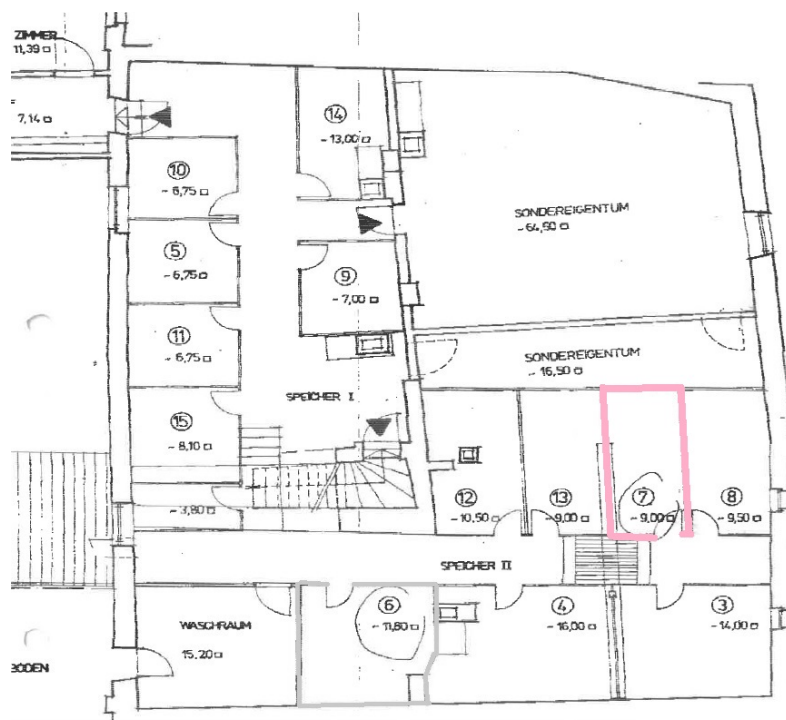 ZIMMER
11,39 □
7,14 □
14
~ 13,00 □
10
~ 6,75 □
SONDEREIGENTUM
~ 64,50 □
5
~ 6,75 □
9
~ 7,00 □
11
~ 6,75 □
SONDEREIGENTUM
~ 16,50 □
SPEICHER I
15
~ 8,10 □
~ 3,80 □
12
~ 10,50 □
13
~ 9,00 □
7
~ 9,00 □
8
~ 9,50 □
SPEICHER II
WASCHRAUM
15,20 □
6
~ 11,80 □
4
~ 16,00 □
3
~ 14,00 □
BODEN